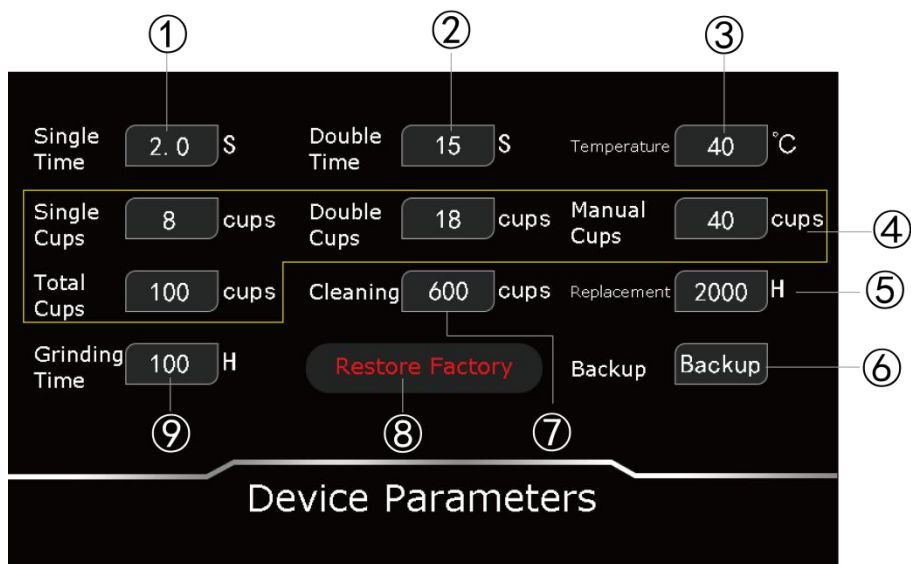 ① ② ③
Single Time 2.0 S Double Time 15 S Temperature 40 °C
Single Cups 8 cups Double Cups 18 cups Manual Cups 40 cups ④
Total Cups 100 cups Cleaning 600 cups Replacement 2000 H ⑤
Grinding Time 100 H Restore Factory Backup Backup ⑥
⑨ ⑧ ⑦
Device Parameters